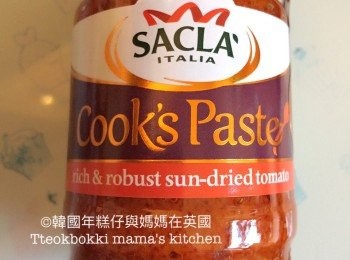 SACLÀ
ITALIA
Cook's Paste
rich & robust sun-dried tomato
©韓國年糕仔與媽媽在英國
Tteokbokki mama's kitchen